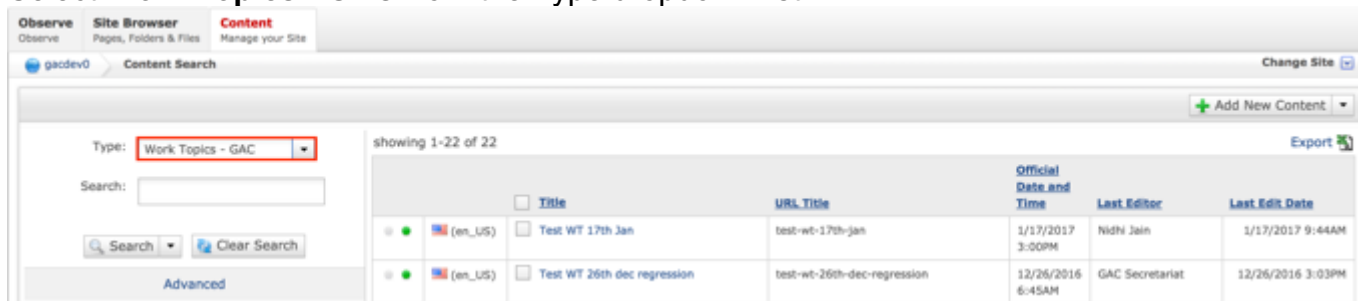 Observe Site Browser Content
Observe Pages, Folders & Files Manage your Site
gacdev0 Content Search Change Site
Add New Content
Type: Work Topics - GAC
Search:
Search Clear Search
Advanced
showing 1-22 of 22 Export
Title URL Title Official Date and Time Last Editor Last Edit Date
(en_US) Test WT 17th Jan test-wt-17th-jan 1/17/2017 3:00PM Nidhi Jain 1/17/2017 9:44AM
(en_US) Test WT 26th dec regression test-wt-26th-dec-regression 12/26/2016 6:45AM GAC Secretariat 12/26/2016 3:03PM